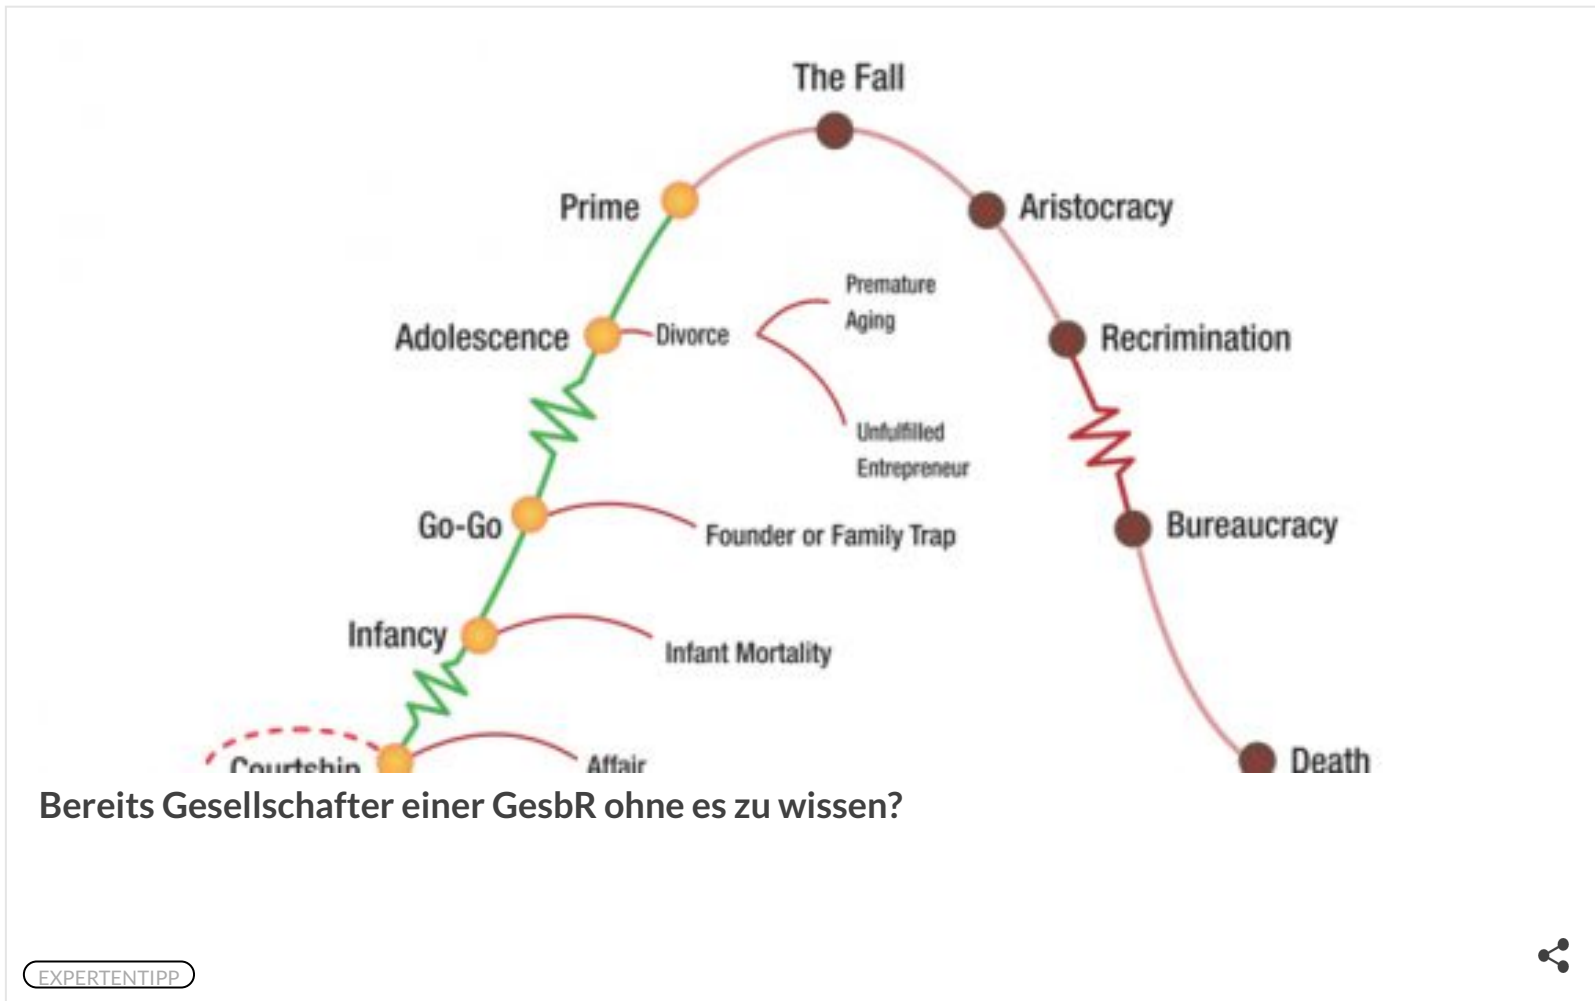 The Fall
Prime
Aristocracy
Premature
Aging
Adolescence
Divorce
Recrimination
Unfulfilled
Entrepreneur
Go-Go
Founder or Family Trap
Bureaucracy
Infancy
Infant Mortality
Courtship
Affair
Death
Bereits Gesellschafter einer GesbR ohne es zu wissen?
EXPERTENTIPP